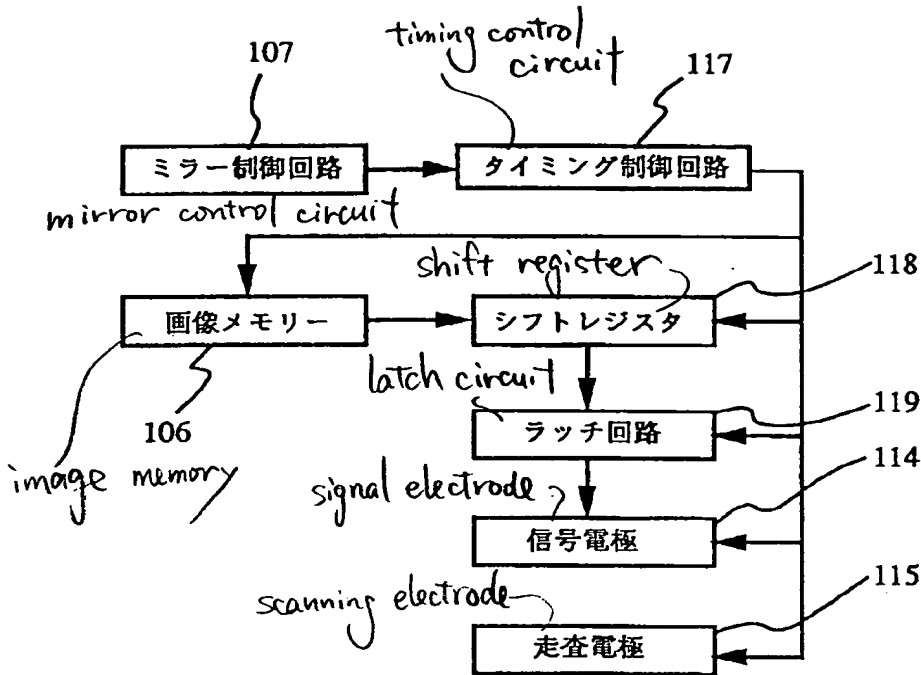 timing control
circuit
107
117
ミラー制御回路
タイミング制御回路
mirror control circuit
shift register
118
画像メモリー
シフトレジスタ
latch circuit
119
106
ラッチ回路
114
image memory
signal electrode
信号電極
115
scanning electrode
走査電極